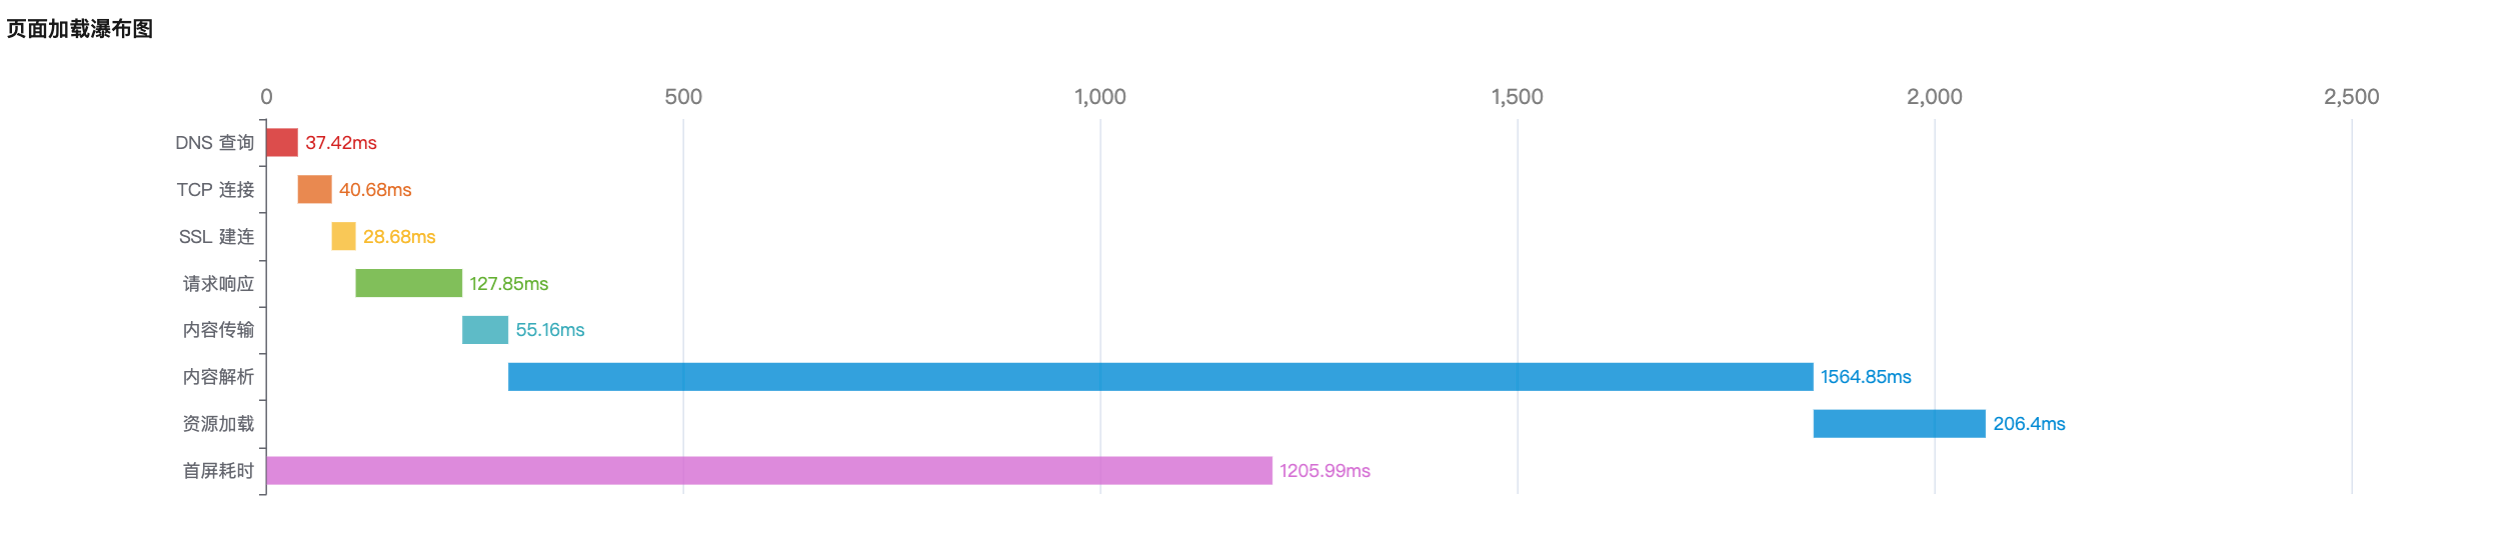 页面加载瀑布图
0 500 1,000 1,500 2,000 2,500
DNS 查询 37.42ms
TCP 连接 40.68ms
SSL 建连 28.68ms
请求响应 127.85ms
内容传输 55.16ms
内容解析 1564.85ms
资源加载 206.4ms
首屏耗时 1205.99ms